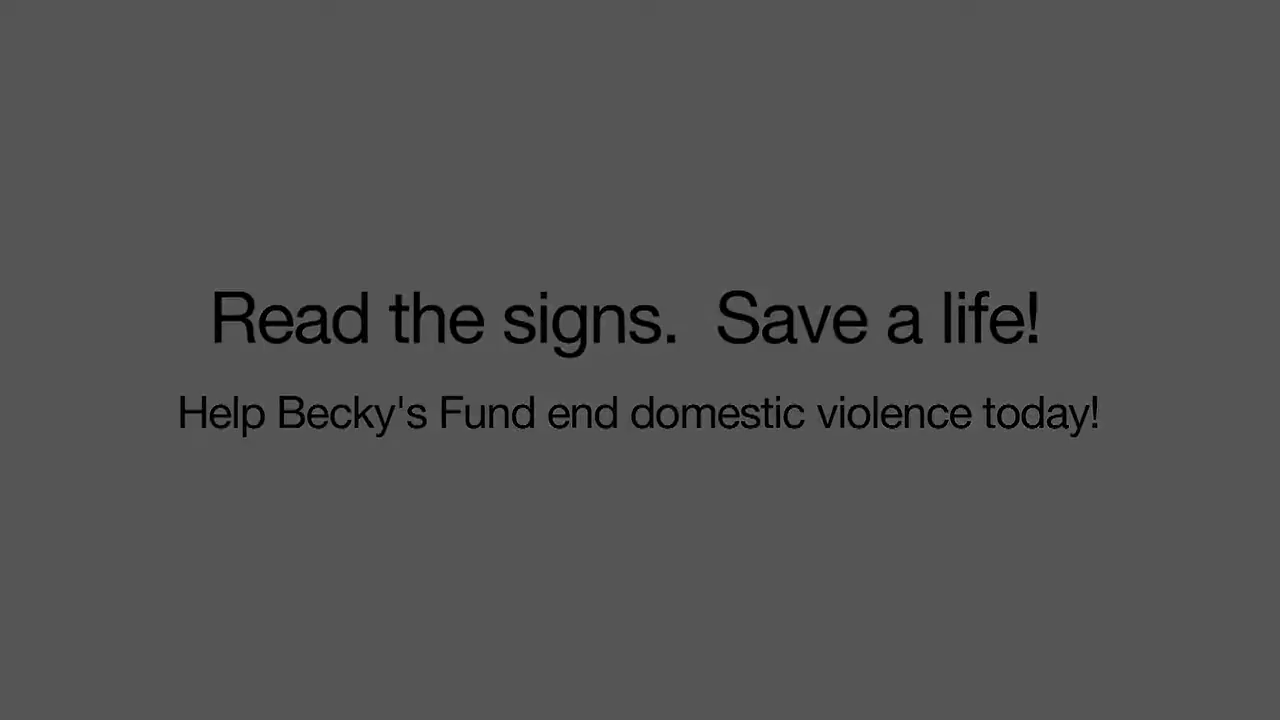 Read the signs.  Save a life!
Help Becky's Fund end domestic violence today!